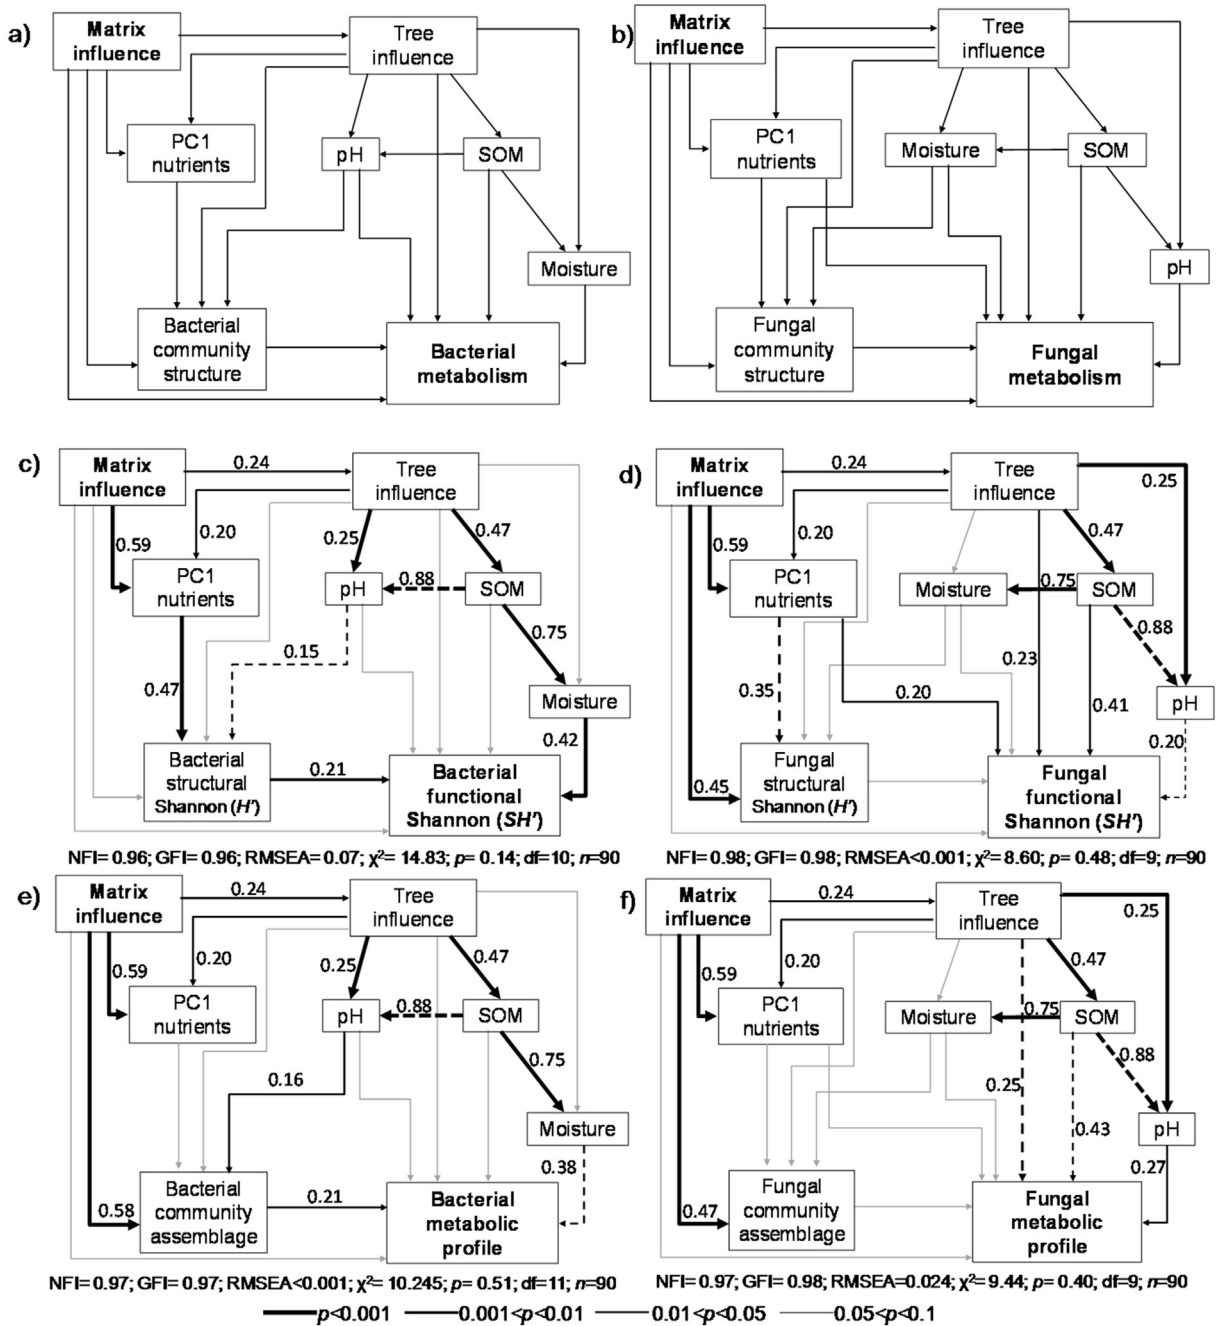 a)
Matrix
influence
Tree
influence
PC1
nutrients
pH
SOM
Moisture
Bacterial
community
structure
Bacterial
metabolism
b)
Matrix
influence
Tree
influence
PC1
nutrients
Moisture
SOM
pH
Fungal
community
structure
Fungal
metabolism
c)
Matrix
influence
0.24
Tree
influence
0.59
0.20
0.25
0.47
PC1
nutrients
pH
0.88
SOM
0.75
0.15
0.47
Moisture
0.42
Bacterial
structural
Shannon (H')
0.21
Bacterial
functional
Shannon (SH')
NFI= 0.96; GFI= 0.96; RMSEA= 0.07; χ²= 14.83; p= 0.14; df=10; n=90
d)
Matrix
influence
0.24
Tree
influence
0.25
0.59
0.20
0.47
PC1
nutrients
Moisture
0.75
SOM
0.88
0.23
0.35
0.20
0.41
pH
0.20
0.45
Fungal
structural
Shannon (H')
Fungal
functional
Shannon (SH')
NFI= 0.98; GFI= 0.98; RMSEA<0.001; χ²= 8.60; p= 0.48; df=9; n=90
e)
Matrix
influence
0.24
Tree
influence
0.59
0.20
0.25
0.47
PC1
nutrients
pH
0.88
SOM
0.75
0.16
Moisture
0.38
0.58
Bacterial
community
assemblage
0.21
Bacterial
metabolic
profile
NFI= 0.97; GFI= 0.97; RMSEA<0.001; χ²= 10.245; p= 0.51; df=11; n=90
f)
Matrix
influence
0.24
Tree
influence
0.25
0.59
0.20
0.47
PC1
nutrients
Moisture
0.75
SOM
0.88
0.25
0.43
pH
0.27
0.47
Fungal
community
assemblage
Fungal
metabolic
profile
NFI= 0.97; GFI= 0.98; RMSEA=0.024; χ²= 9.44; p= 0.40; df=9; n=90
p<0.001 0.001<p<0.01 0.01<p<0.05 0.05<p<0.1